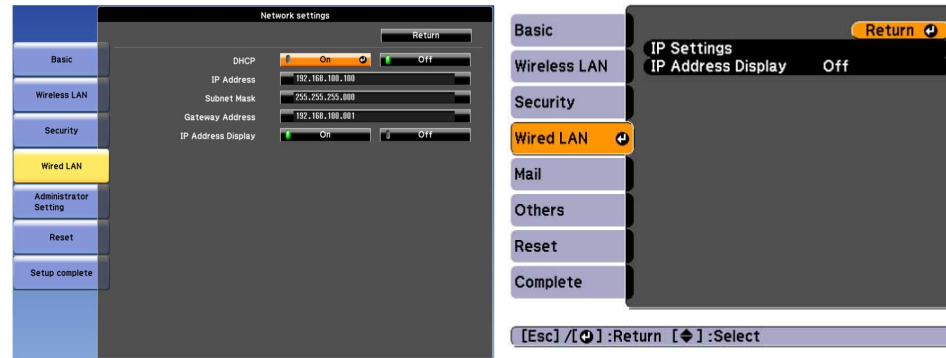 Network settings
Return
Basic
Wireless LAN
Security
Wired LAN
Administrator
Setting
Reset
Setup complete
DHCP On Off
IP Address 192.168.100.100
Subnet Mask 255.255.255.000
Gateway Address 192.168.100.001
IP Address Display On Off
Basic
Wireless LAN
Security
Wired LAN
Mail
Others
Reset
Complete
Return
IP Settings
IP Address Display Off
[Esc] /[ ] :Return [ ] :Select